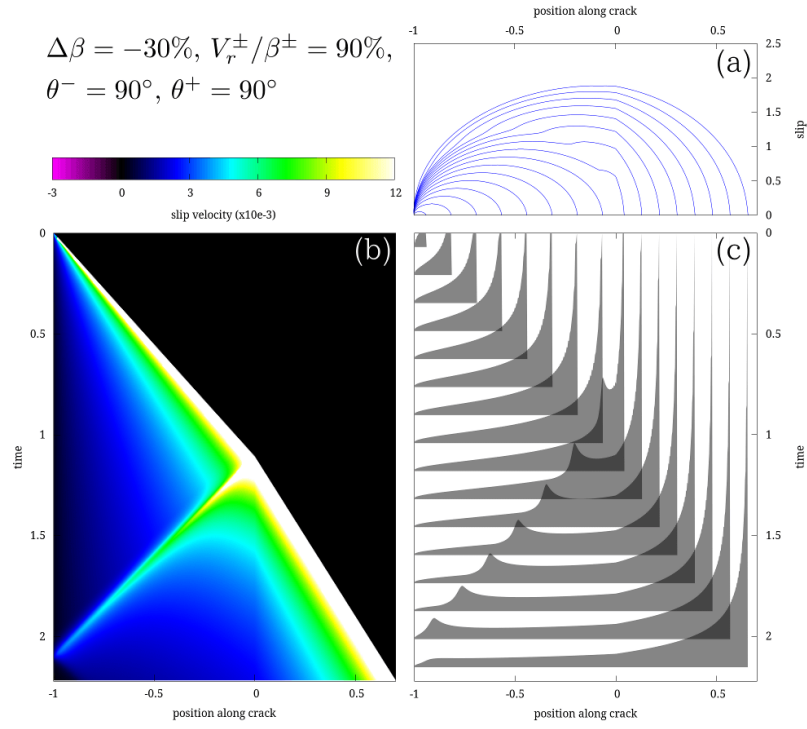 Δβ = −30%, V_r^±/β^± = 90%,
θ^− = 90°, θ^+ = 90°
-3 0 3 6 9 12
slip velocity (x10e-3)
position along crack
-1 -0.5 0 0.5
(a)
2.5
2
1.5
1
0.5
0
slip
(b)
0
0.5
1
1.5
2
time
-1 -0.5 0 0.5
position along crack
(c)
0
0.5
1
1.5
2
time
-1 -0.5 0 0.5
position along crack